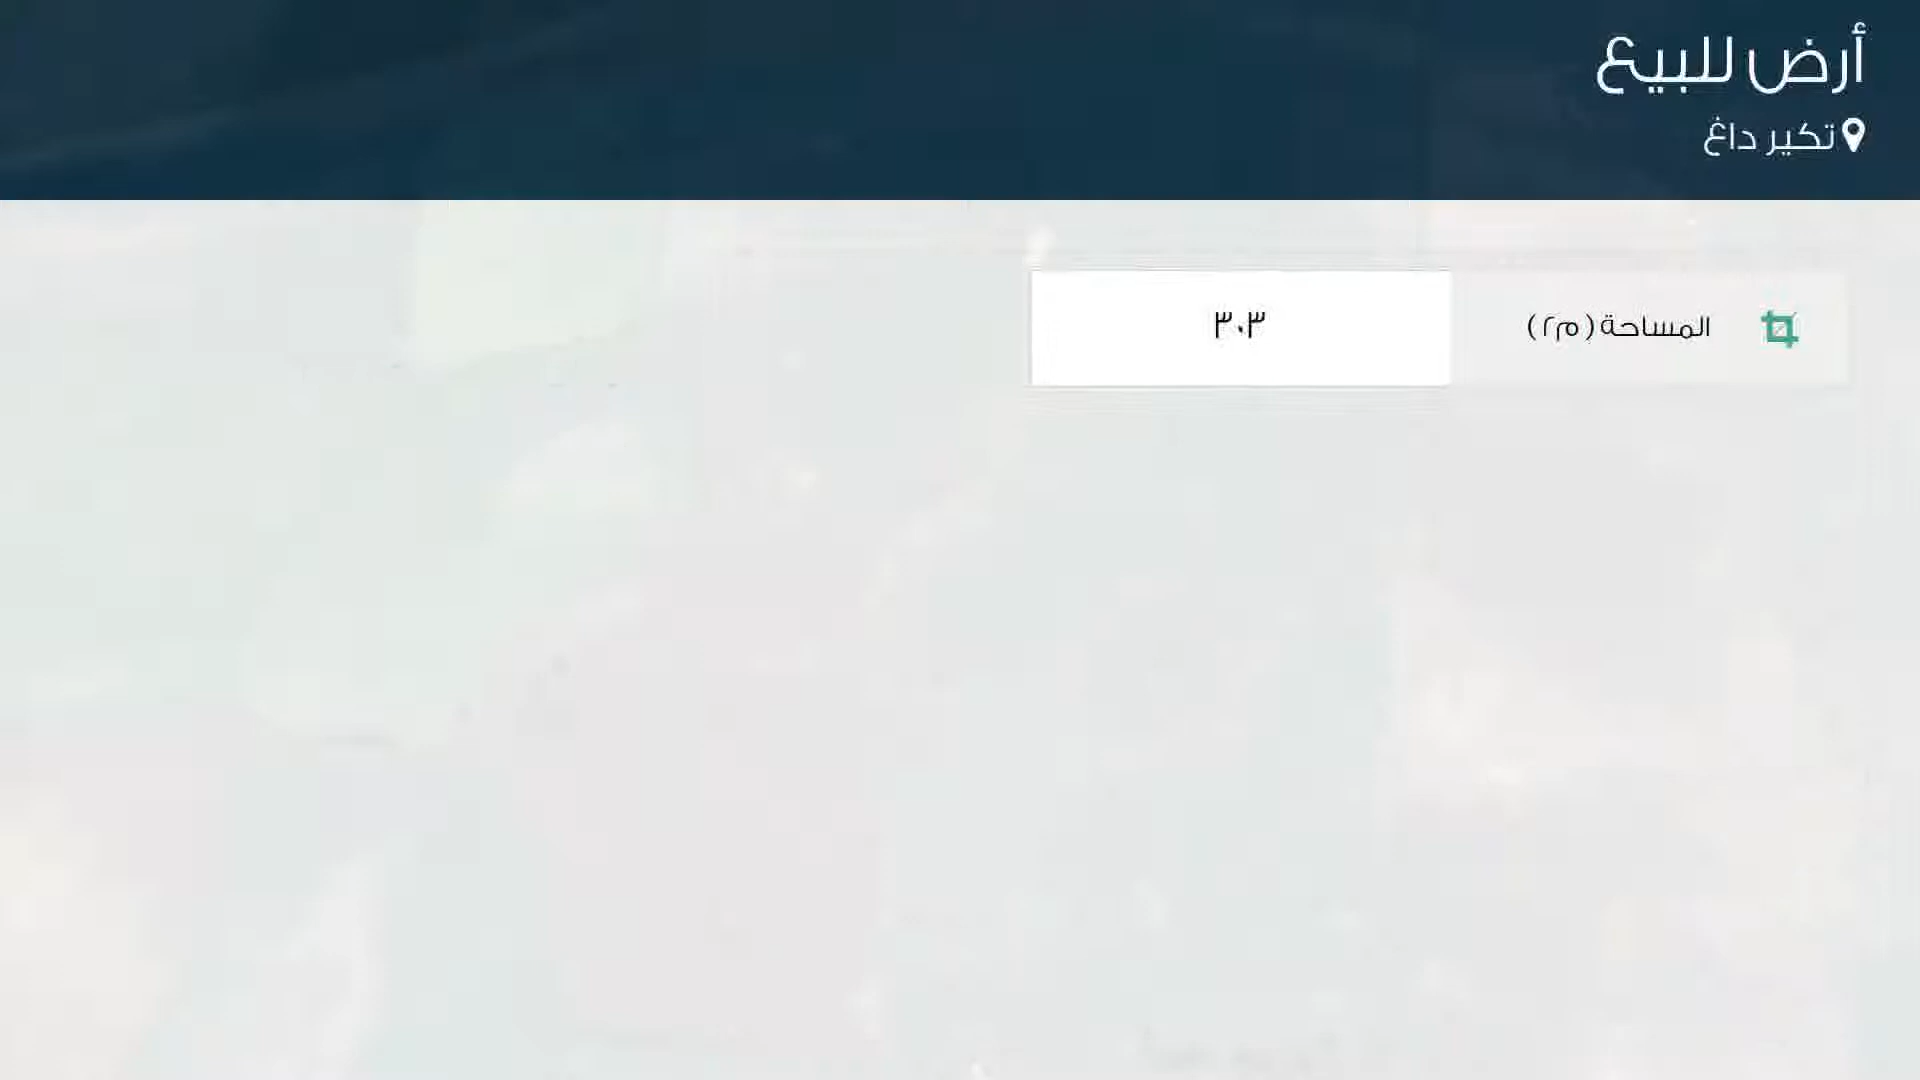 أرض للبيع
تكير داغ
المساحة (م٢) ٣٠٣